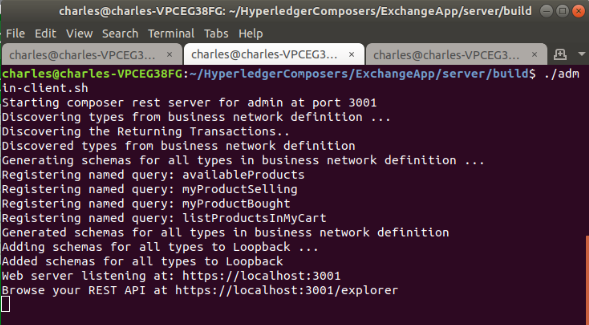 charles@charles-VPCEG38FG: ~/HyperledgerComposers/ExchangeApp/server/build
File Edit View Search Terminal Tabs Help
charles@charles-VPCEG3... × charles@charles-VPCEG3... × charles@charles-VPCEG3... ×
charles@charles-VPCEG38FG:~/HyperledgerComposers/ExchangeApp/server/build$ ./adm
in-client.sh
Starting composer rest server for admin at port 3001
Discovering types from business network definition ...
Discovering the Returning Transactions..
Discovered types from business network definition
Generating schemas for all types in business network definition ...
Registering named query: availableProducts
Registering named query: myProductSelling
Registering named query: myProductBought
Registering named query: listProductsInMyCart
Generated schemas for all types in business network definition
Adding schemas for all types to Loopback ...
Added schemas for all types to Loopback
Web server listening at: https://localhost:3001
Browse your REST API at https://localhost:3001/explorer